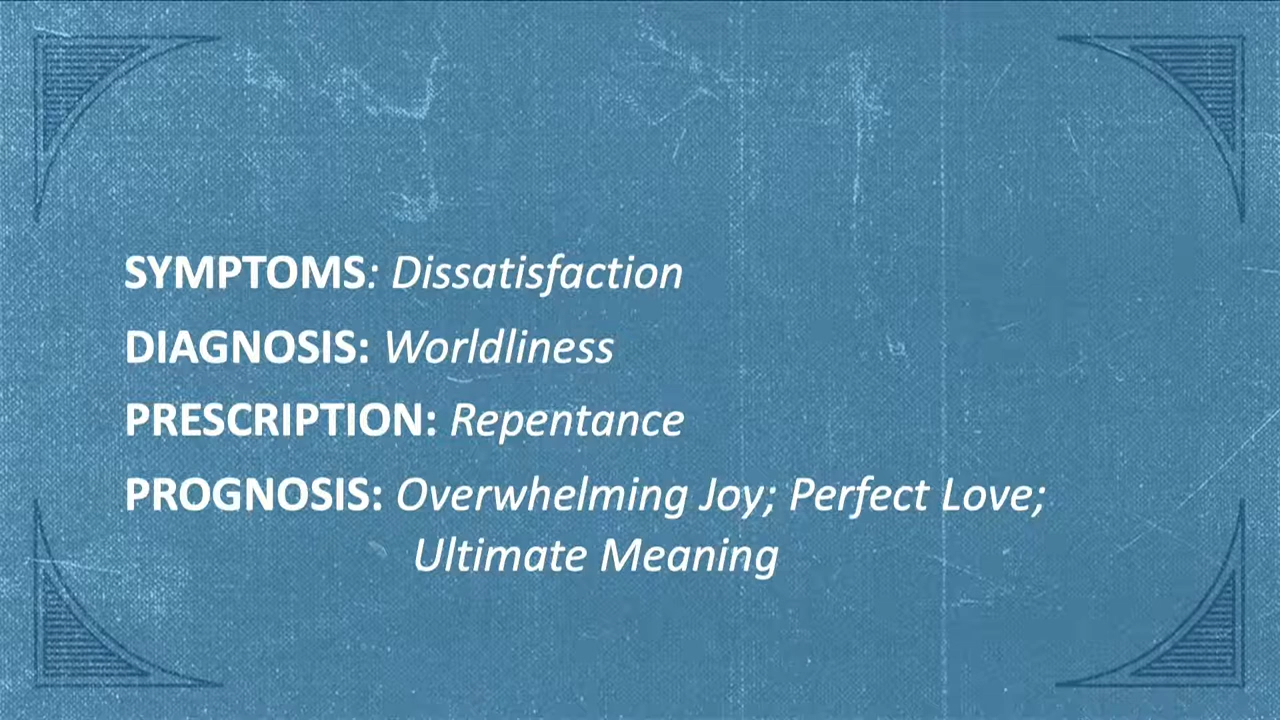 SYMPTOMS: Dissatisfaction
DIAGNOSIS: Worldliness
PRESCRIPTION: Repentance
PROGNOSIS: Overwhelming Joy; Perfect Love;
Ultimate Meaning